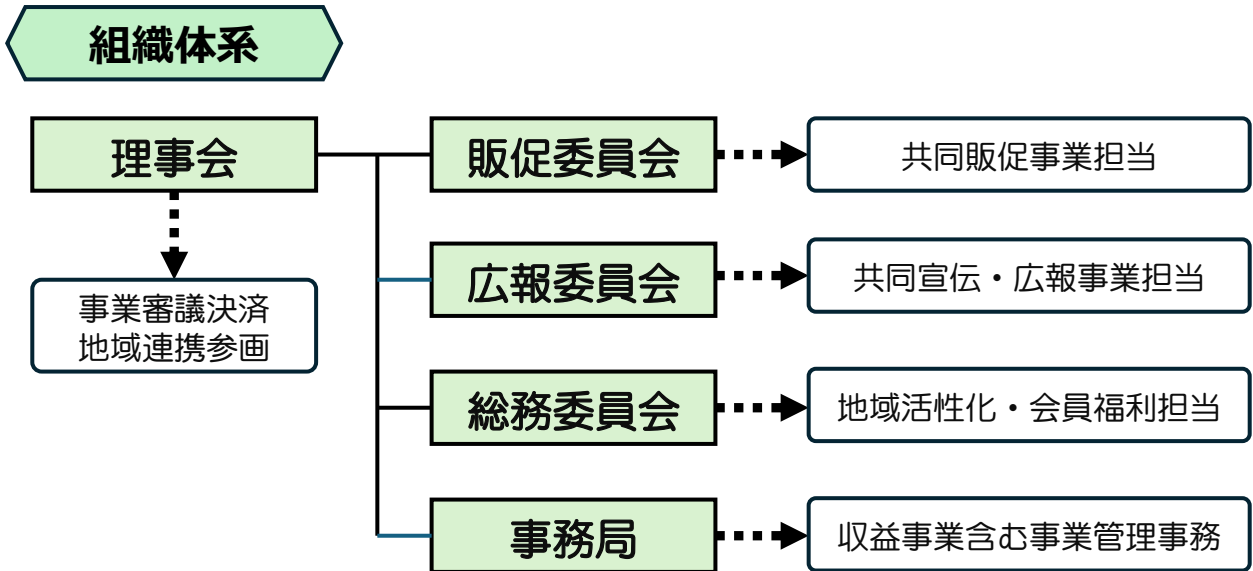 組織体系
理事会
販促委員会
共同販促事業担当
広報委員会
共同宣伝・広報事業担当
事業審議決済
地域連携参画
総務委員会
地域活性化・会員福利担当
事務局
収益事業含む事業管理事務